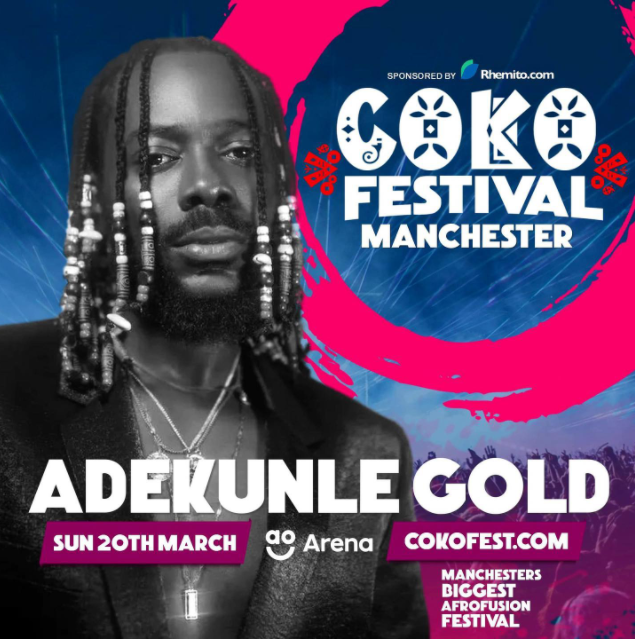 SPONSORED BY Rhemito.com
COKO
FESTIVAL
MANCHESTER
ADEKUNLE GOLD
SUN 20TH MARCH ao Arena COKOFEST.COM
MANCHESTERS
BIGGEST
AFROFUSION
FESTIVAL